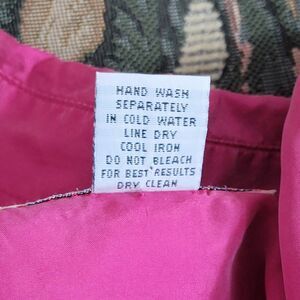 HAND WASH
SEPARATELY
IN COLD WATER
LINE DRY
COOL IRON
DO NOT BLEACH
FOR BEST RESULTS
DRY CLEAN